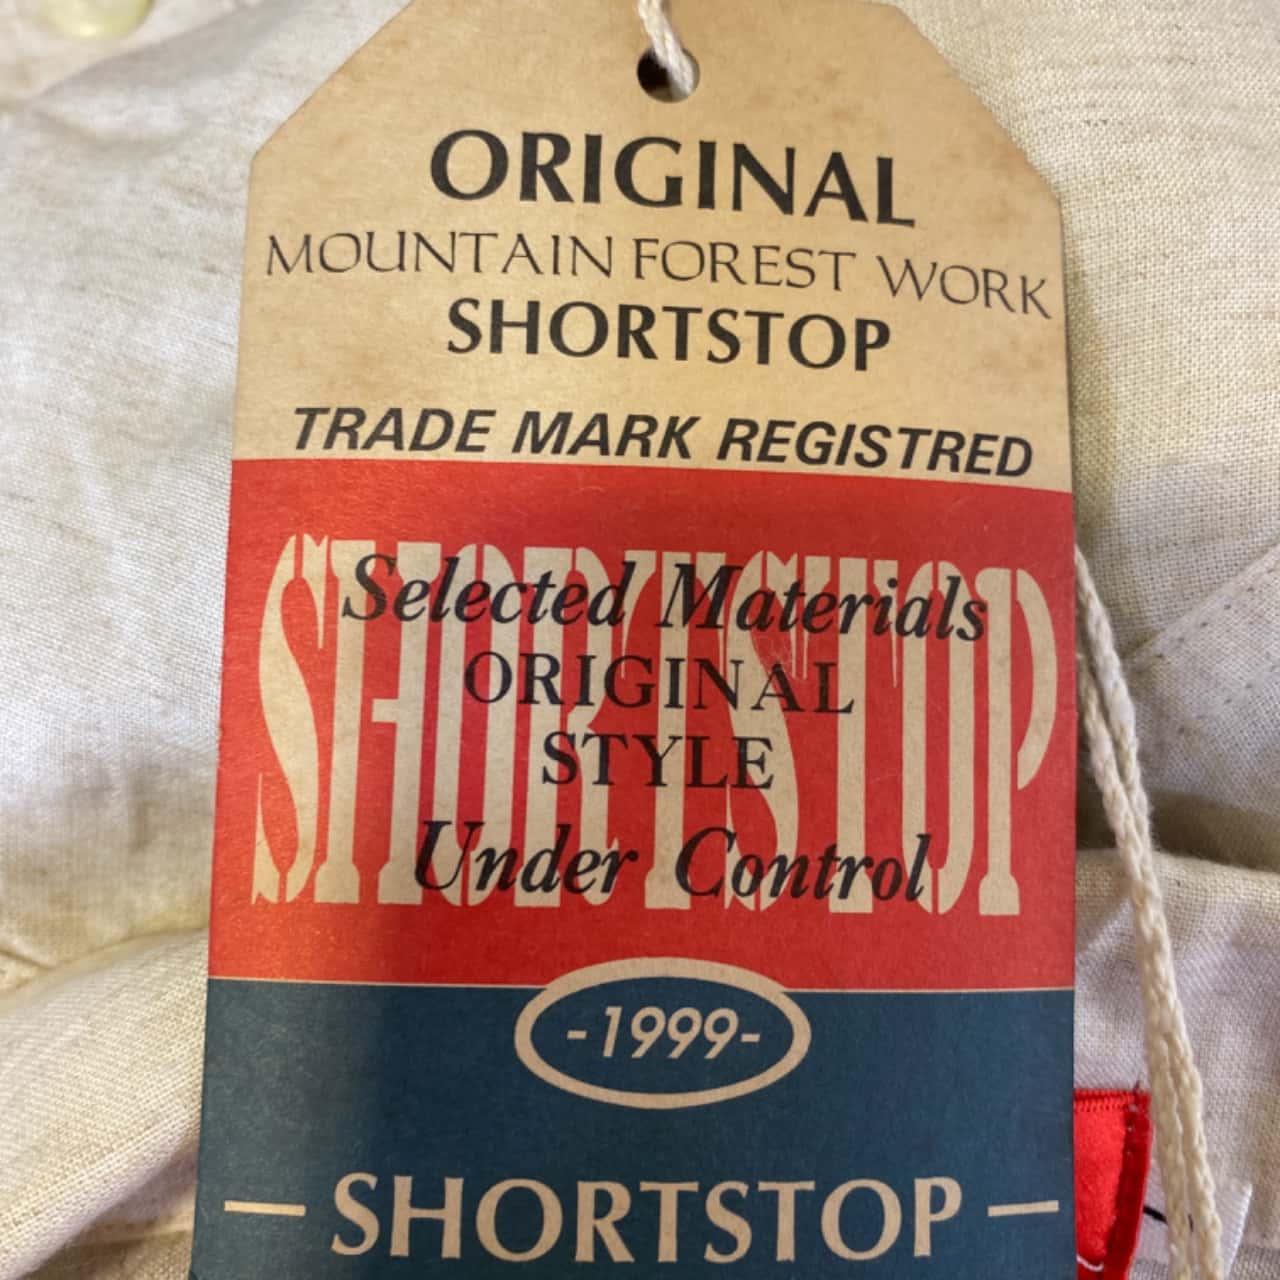 ORIGINAL
MOUNTAIN FOREST WORK
SHORTSTOP
TRADE MARK REGISTRED
SHORTSTOP
Selected Materials
ORIGINAL
STYLE
Under Control
-1999-
— SHORTSTOP —